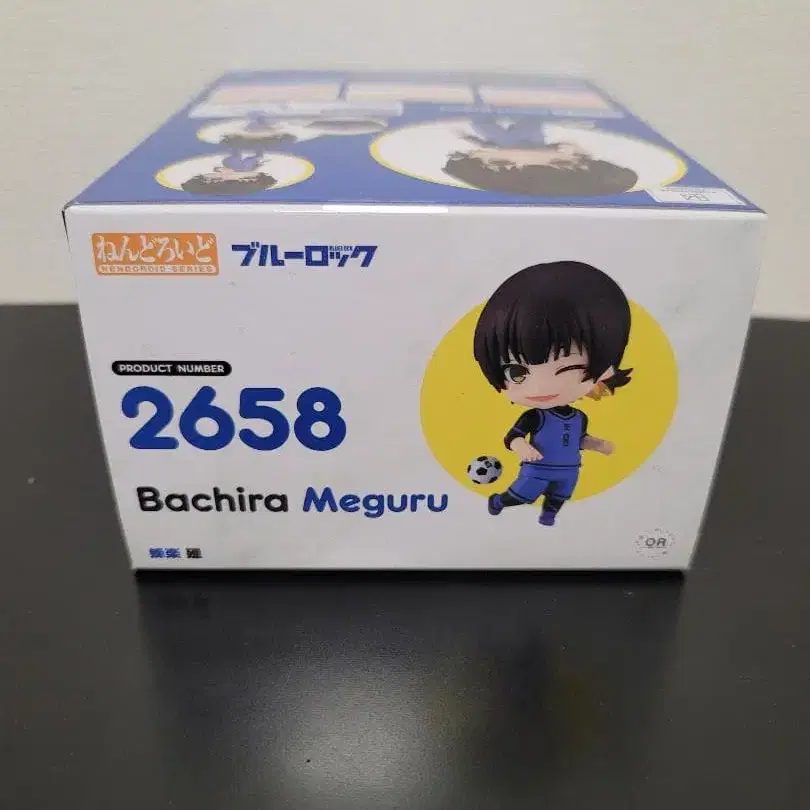 ねんどろいど
NENDOROID SERIES
ブルーロック
PRODUCT NUMBER
2658
Bachira Meguru
蜂楽 廻